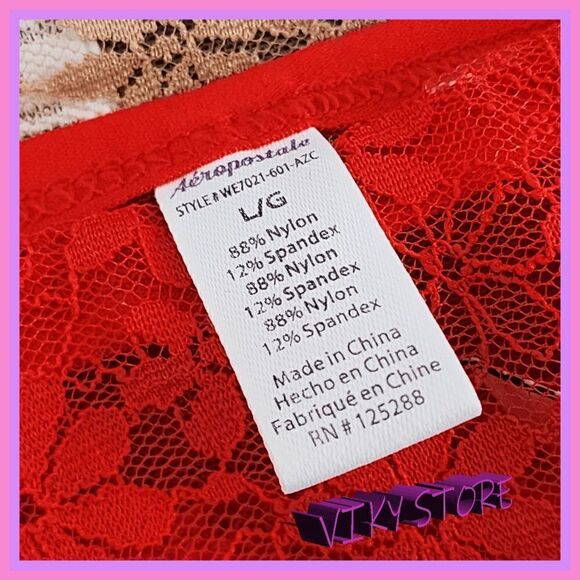 Aéropostale
STYLE # WE7021-601-AZC
L/G
88% Nylon
12% Spandex
88% Nylon
12% Spandex
88% Nylon
12% Spandex
Made in China
Hecho en China
Fabriqué en Chine
RN # 125288
VIKY STORE